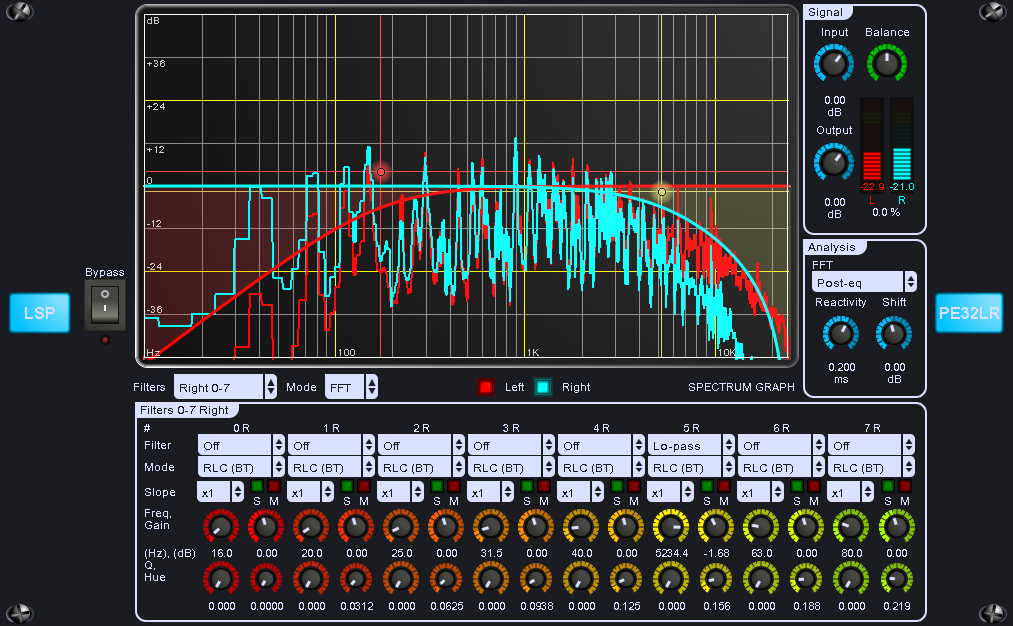 dB
+36
+24
+12
0
-12
-24
-36
Hz 100 1K 10K
Signal
Input Balance
0.00
dB
Output
0.00
dB
-22.9 -21.0
L R
0.0 %
Analysis
FFT
Post-eq
Reactivity Shift
0.200 0.00
ms dB
Bypass
LSP
PE32LR
Filters Right 0-7 Mode FFT Left Right SPECTRUM GRAPH
Filters 0-7 Right
# 0 R 1 R 2 R 3 R 4 R 5 R 6 R 7 R
Filter Off Off Off Off Off Lo-pass Off Off
Mode RLC (BT) RLC (BT) RLC (BT) RLC (BT) RLC (BT) RLC (BT) RLC (BT) RLC (BT)
Slope x1 x1 x1 x1 x1 x1 x1 x1
S M S M S M S M S M S M S M S M
Freq,
Gain
(Hz), (dB) 16.0 0.00 20.0 0.00 25.0 0.00 31.5 0.00 40.0 0.00 5234.4 -1.68 63.0 0.00 80.0 0.00
Q,
Hue
0.000 0.0000 0.000 0.0312 0.000 0.0625 0.000 0.0938 0.000 0.125 0.000 0.156 0.000 0.188 0.000 0.219